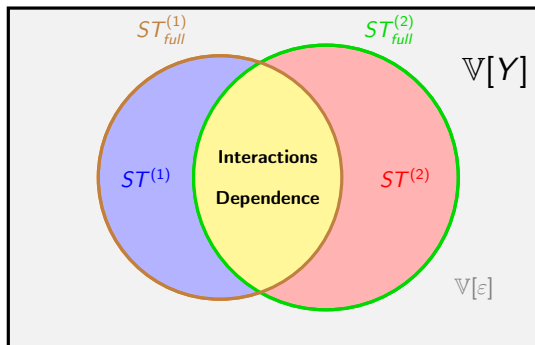 ST_{full}^{(1)}
ST_{full}^{(2)}
𝕍[Y]
Interactions
ST^{(1)}
ST^{(2)}
Dependence
𝕍[ε]